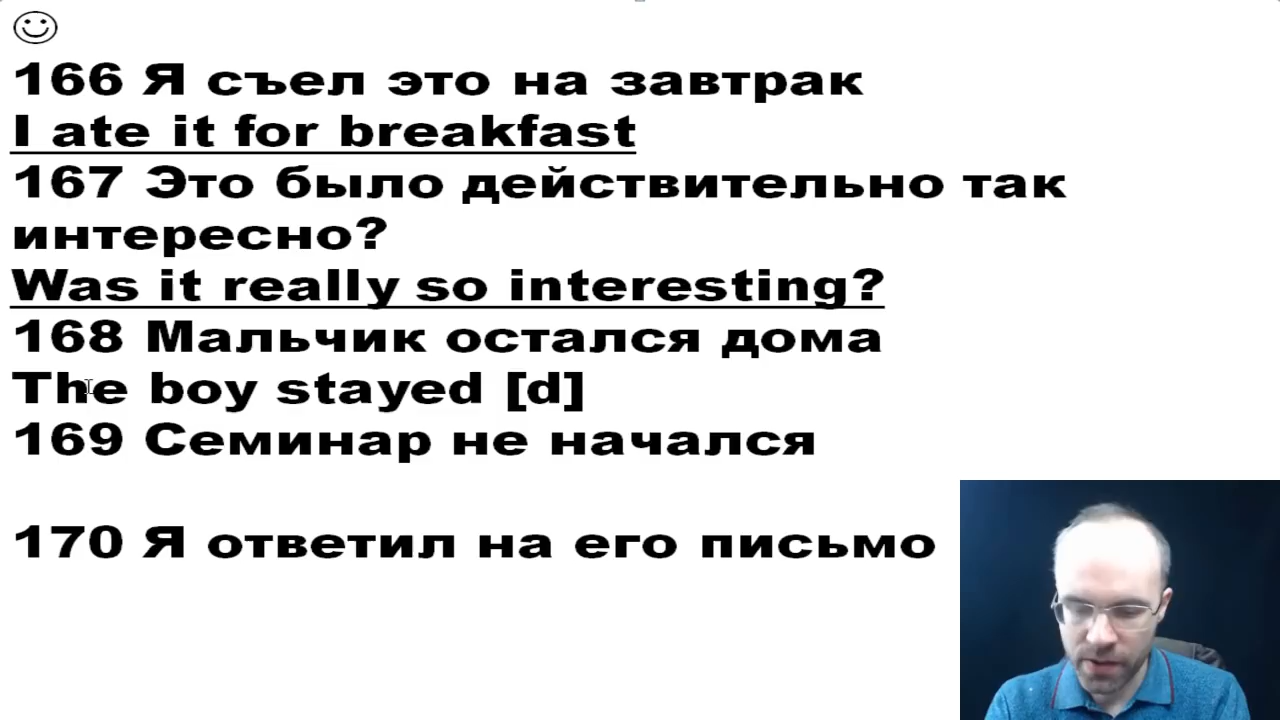 166 Я съел это на завтрак
I ate it for breakfast
167 Это было действительно так
интересно?
Was it really so interesting?
168 Мальчик остался дома
The boy stayed [d]
169 Семинар не начался
170 Я ответил на его письмо